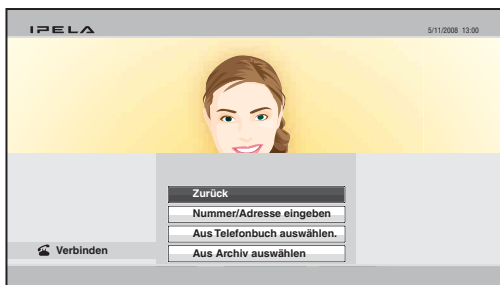 IPELA
5/11/2008 13:00
Zurück
Nummer/Adresse eingeben
Aus Telefonbuch auswählen.
Verbinden
Aus Archiv auswählen